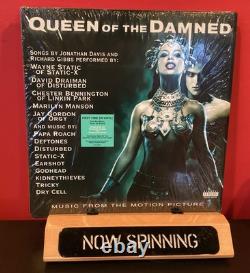 QUEEN OF THE DAMNED
SONGS BY JONATHAN DAVIS AND
RICHARD GIBBS PERFORMED BY:
WAYNE STATIC
OF STATIC-X
DAVID DRAIMAN
OF DISTURBED
CHESTER BENNINGTON
OF LINKIN PARK
MARILYN MANSON
JAY GORDON
OF ORGY
AND MUSIC BY:
PAPA ROACH
DEFTONES
DISTURBED
STATIC-X
EARSHOT
GODHEAD
KIDNEYTHIEVES
TRICKY
DRY CELL
MUSIC FROM THE MOTION PICTURE
NOW SPINNING